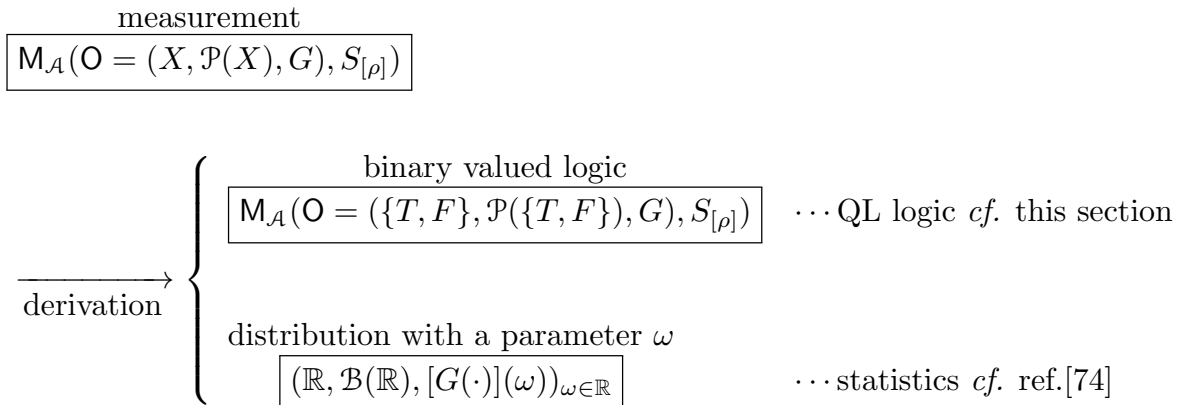 measurement
M_𝒜(O = (X, 𝒫(X), G), S_[ρ])
binary valued logic
M_𝒜(O = ({T, F}, 𝒫({T, F}), G), S_[ρ]) ··· QL logic cf. this section
derivation
distribution with a parameter ω
(ℝ, ℬ(ℝ), [G(·)](ω))_ω∈ℝ ··· statistics cf. ref.[74]